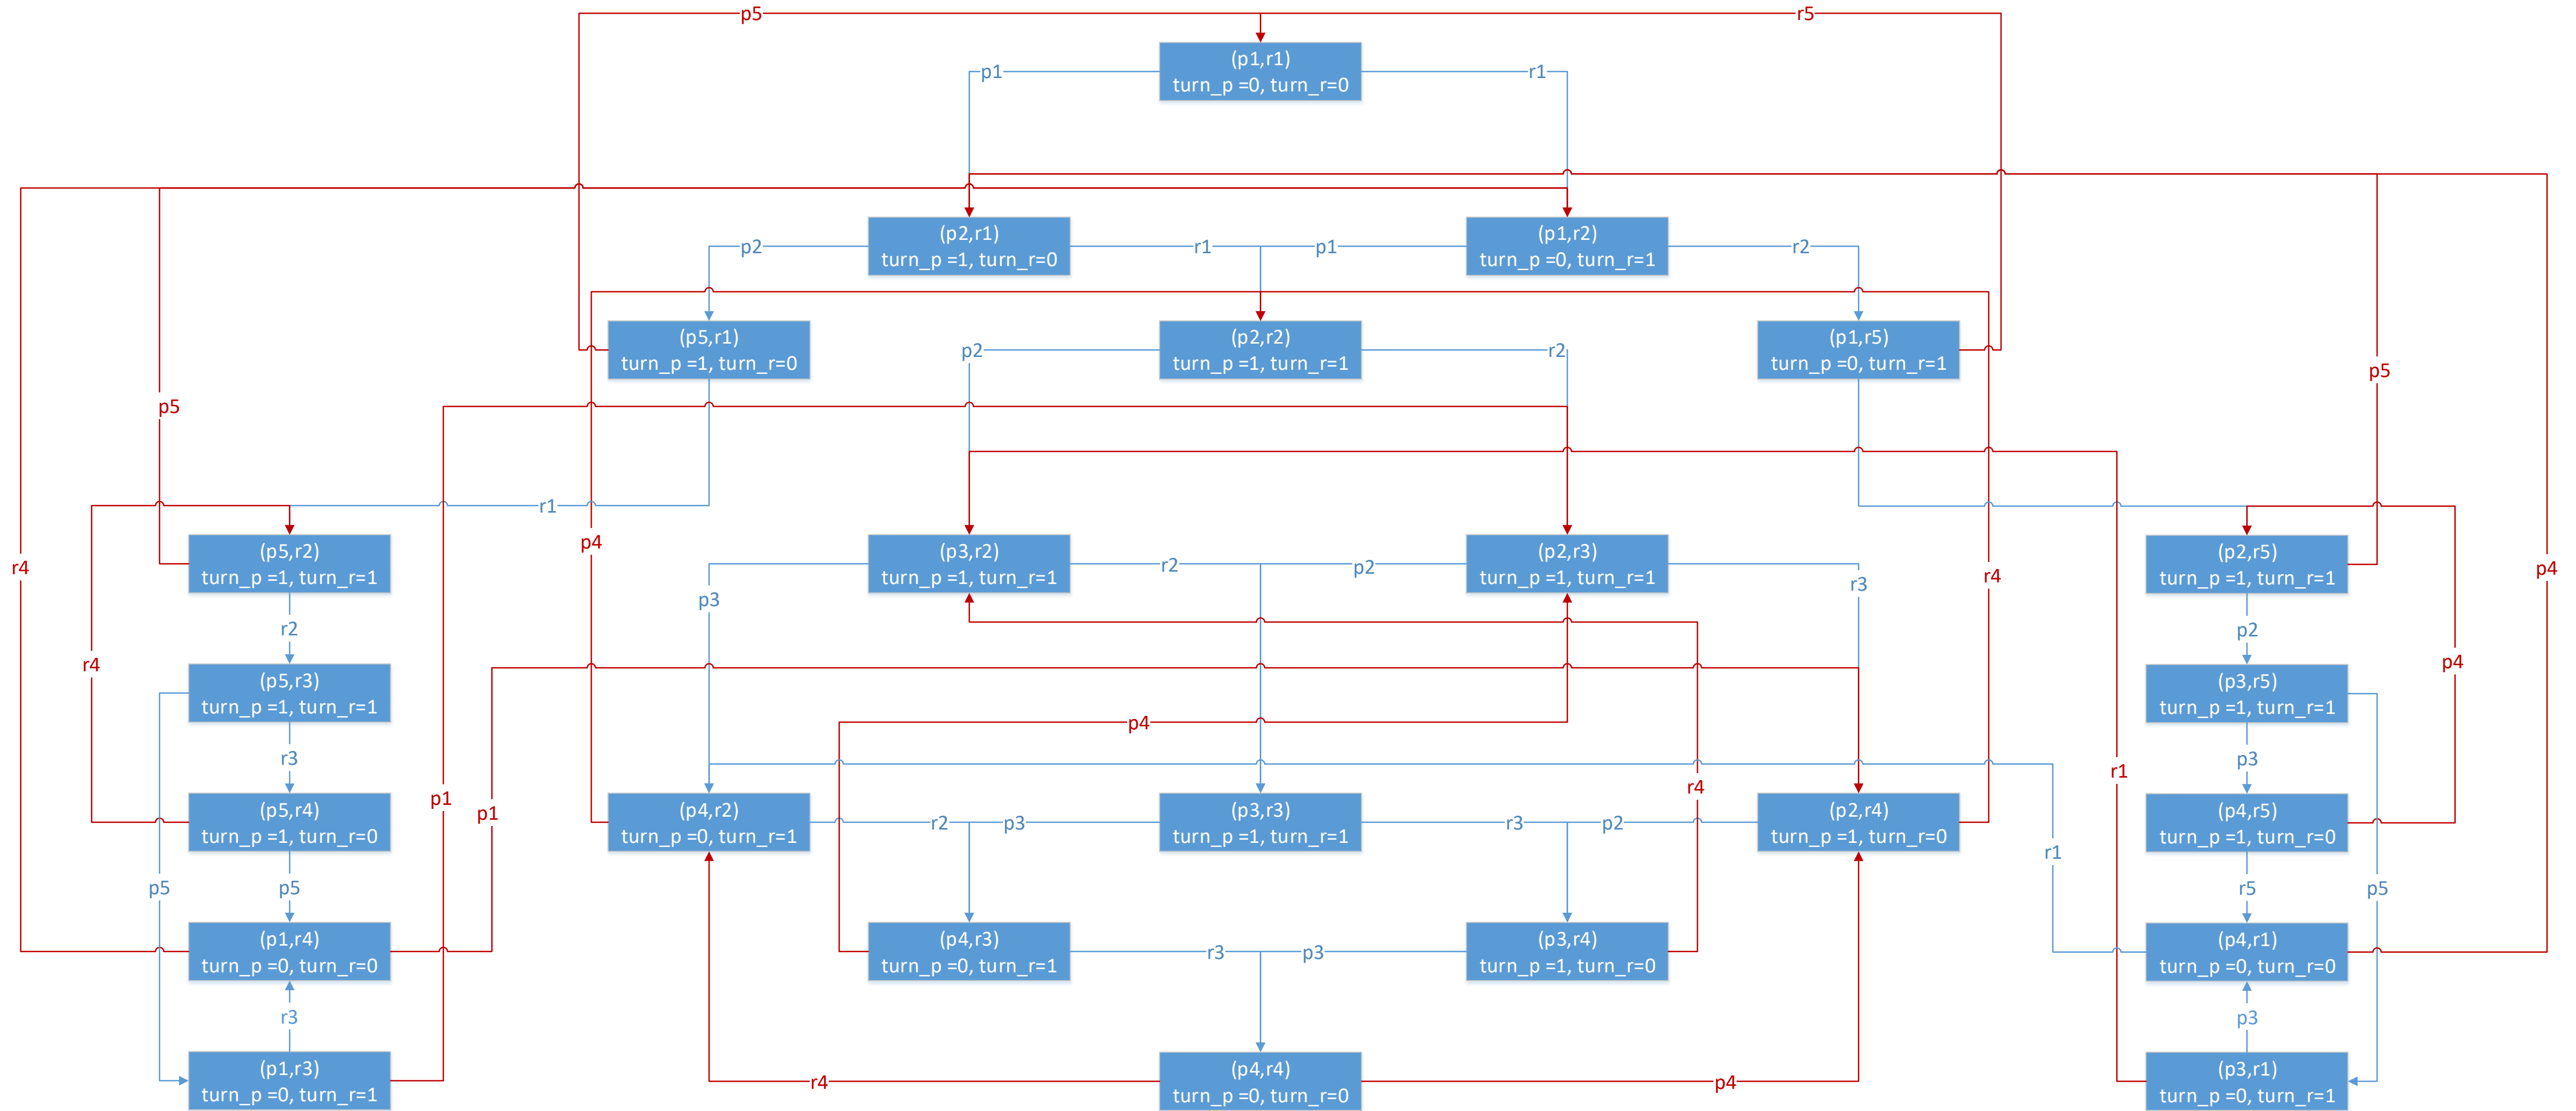 p5
r5
(p1,r1)
turn_p =0, turn_r=0
p1
r1
(p2,r1)
turn_p =1, turn_r=0
(p1,r2)
turn_p =0, turn_r=1
p2
r1
p1
r2
(p5,r1)
turn_p =1, turn_r=0
(p2,r2)
turn_p =1, turn_r=1
(p1,r5)
turn_p =0, turn_r=1
p2
r2
p5
p5
r1
p4
r4
r4
p4
(p5,r2)
turn_p =1, turn_r=1
(p3,r2)
turn_p =1, turn_r=1
(p2,r3)
turn_p =1, turn_r=1
(p2,r5)
turn_p =1, turn_r=1
r2
p2
p3
r3
r2
p2
r4
p4
(p5,r3)
turn_p =1, turn_r=1
(p3,r5)
turn_p =1, turn_r=1
p4
r3
p3
r1
r4
p1
p1
(p5,r4)
turn_p =1, turn_r=0
(p4,r2)
turn_p =0, turn_r=1
(p3,r3)
turn_p =1, turn_r=1
(p2,r4)
turn_p =1, turn_r=0
(p4,r5)
turn_p =1, turn_r=0
r2
p3
r3
p2
r1
p5
p5
r5
p5
(p1,r4)
turn_p =0, turn_r=0
(p4,r3)
turn_p =0, turn_r=1
(p3,r4)
turn_p =1, turn_r=0
(p4,r1)
turn_p =0, turn_r=0
r3
p3
r3
p3
(p1,r3)
turn_p =0, turn_r=1
(p4,r4)
turn_p =0, turn_r=0
(p3,r1)
turn_p =0, turn_r=1
r4
p4